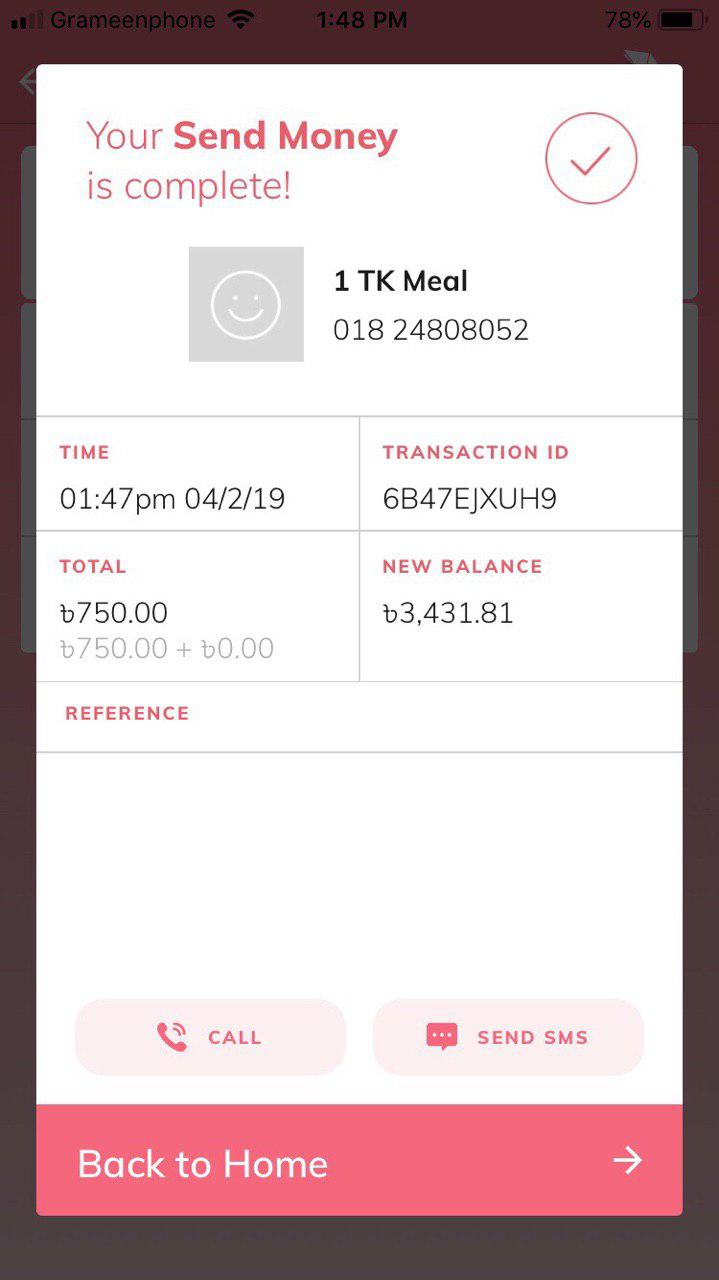 Grameenphone 1:48 PM 78%
Your Send Money
is complete!
1 TK Meal
018 24808052
TIME
01:47pm 04/2/19
TRANSACTION ID
6B47EJXUH9
TOTAL
৳750.00
৳750.00 + ৳0.00
NEW BALANCE
৳3,431.81
REFERENCE
CALL
SEND SMS
Back to Home